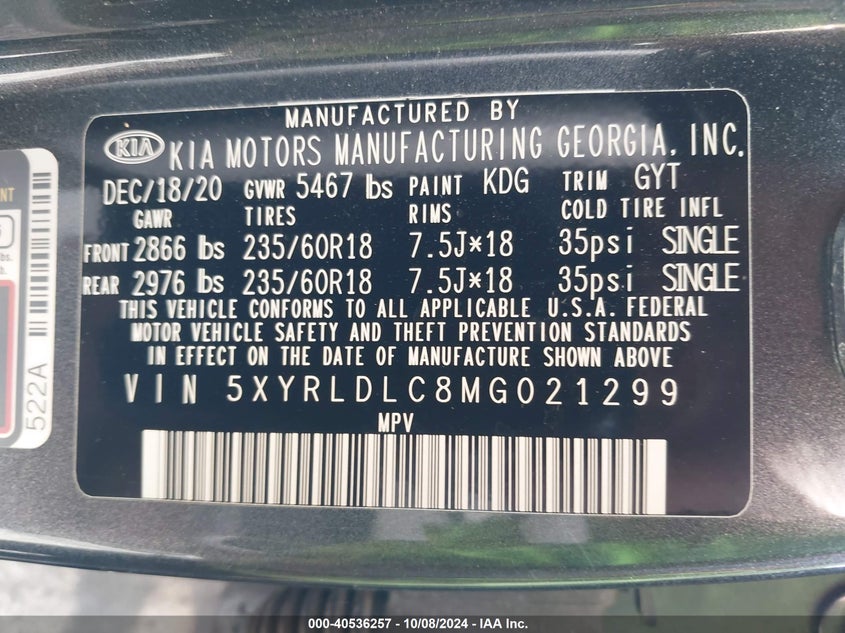 MANUFACTURED BY
KIA KIA MOTORS MANUFACTURING GEORGIA, INC.
DEC/18/20 GVWR 5467 lbs PAINT KDG TRIM GYT
GAWR TIRES RIMS COLD TIRE INFL
FRONT 2866 lbs 235/60R18 7.5J*18 35psi SINGLE
REAR 2976 lbs 235/60R18 7.5J*18 35psi SINGLE
THIS VEHICLE CONFORMS TO ALL APPLICABLE U.S.A. FEDERAL
MOTOR VEHICLE SAFETY AND THEFT PREVENTION STANDARDS
IN EFFECT ON THE DATE OF MANUFACTURE SHOWN ABOVE
VIN 5XYRLDLC8MG021299
MPV
522A
000-40536257 - 10/08/2024 - IAA Inc.